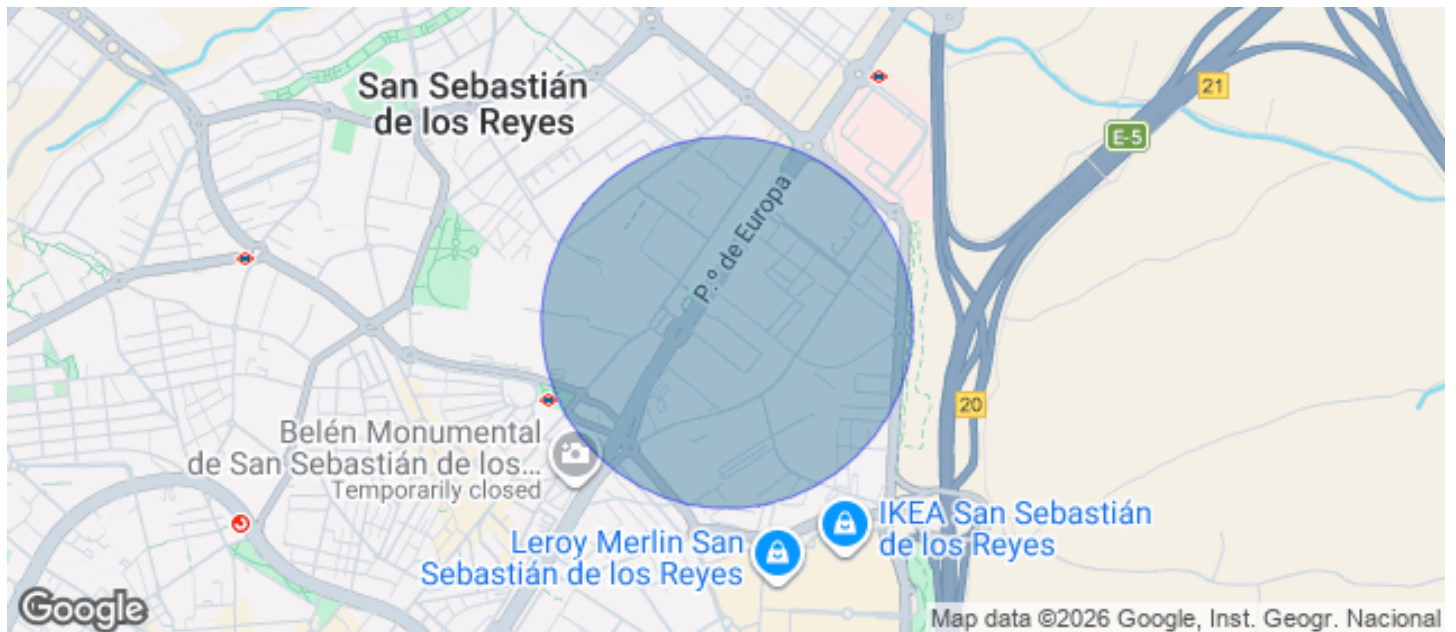 21
San Sebastián
de los Reyes
E-5
P.º de Europa
20
Belén Monumental
de San Sebastián de los...
Temporarily closed
IKEA San Sebastián
de los Reyes
Leroy Merlin San
Sebastián de los Reyes
Google
Map data ©2026 Google, Inst. Geogr. Nacional